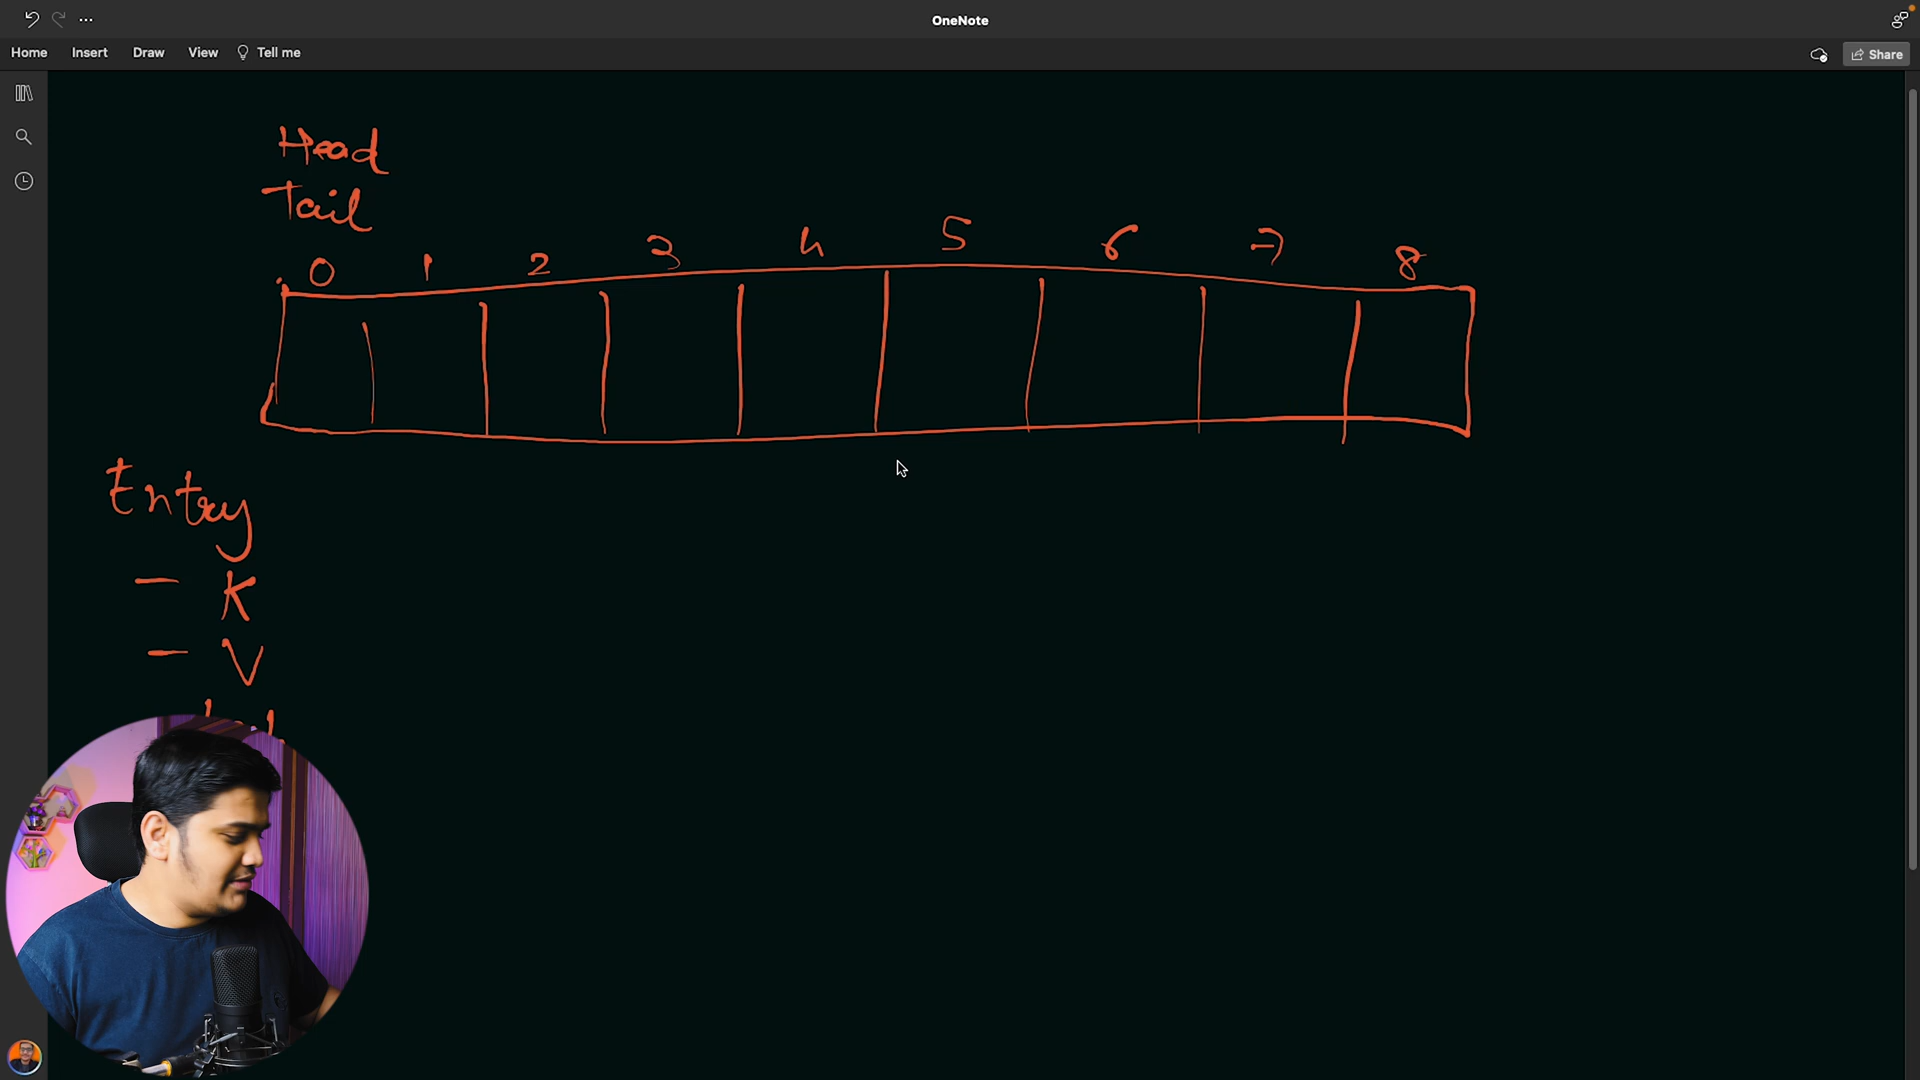 OneNote
Home Insert Draw View Tell me
Share
Head
Tail
0 1 2 3 4 5 6 7 8
Entry
- K
- V